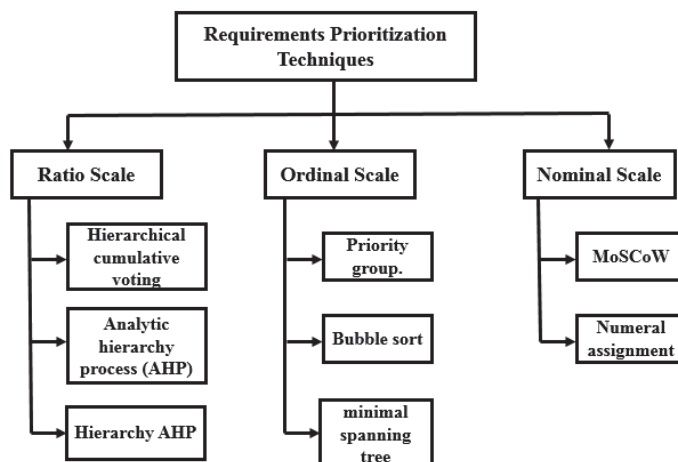 Requirements Prioritization
Techniques
Ratio Scale
Ordinal Scale
Nominal Scale
Hierarchical
cumulative
voting
Analytic
hierarchy
process (AHP)
Hierarchy AHP
Priority
group.
Bubble sort
minimal
spanning
tree
MoSCoW
Numeral
assignment